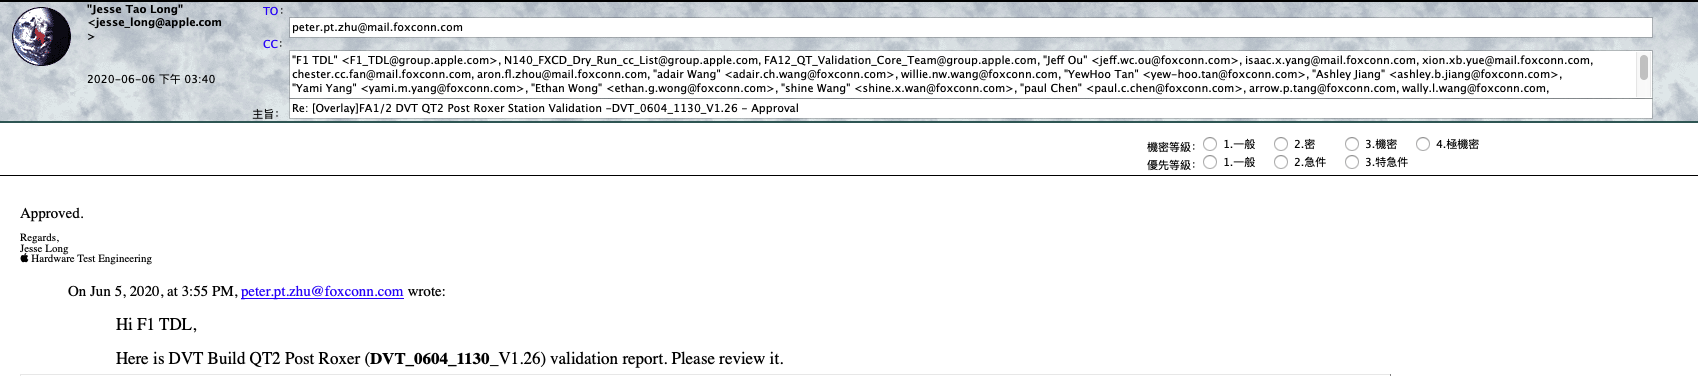 "Jesse Tao Long"
<jesse_long@apple.com
>
2020-06-06 下午 03:40
TO:
peter.pt.zhu@mail.foxconn.com
CC:
"F1 TDL" <F1_TDL@group.apple.com>, N140_FXCD_Dry_Run_cc_List@group.apple.com, FA12_QT_Validation_Core_Team@group.apple.com, "Jeff Ou" <jeff.wc.ou@foxconn.com>, isaac.x.yang@mail.foxconn.com, xion.xb.yue@mail.foxconn.com,
chester.cc.fan@mail.foxconn.com, aron.fl.zhou@mail.foxconn.com, "adair Wang" <adair.ch.wang@foxconn.com>, willie.nw.wang@foxconn.com, "YewHoo Tan" <yew-hoo.tan@foxconn.com>, "Ashley Jiang" <ashley.b.jiang@foxconn.com>,
"Yami Yang" <yami.m.yang@foxconn.com>, "Ethan Wong" <ethan.g.wong@foxconn.com>, "shine Wang" <shine.x.wan@foxconn.com>, "paul Chen" <paul.c.chen@foxconn.com>, arrow.p.tang@foxconn.com, wally.l.wang@foxconn.com,
主旨:
Re: [Overlay]FA1/2 DVT QT2 Post Roxer Station Validation -DVT_0604_1130_V1.26 - Approval
機密等級: 1.一般 2.密 3.機密 4.極機密
優先等級: 1.一般 2.急件 3.特急件
Approved.
Regards,
Jesse Long
Hardware Test Engineering
On Jun 5, 2020, at 3:55 PM, peter.pt.zhu@foxconn.com wrote:
Hi F1 TDL,
Here is DVT Build QT2 Post Roxer (DVT_0604_1130_V1.26) validation report. Please review it.